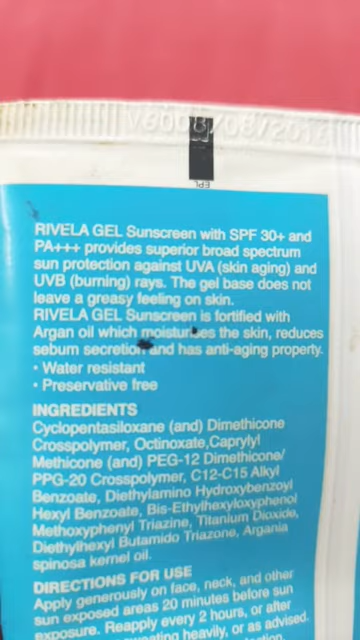 RIVELA GEL Sunscreen with SPF 30+ and
PA+++ provides superior broad spectrum
sun protection against UVA (skin aging) and
UVB (burning) rays. The gel base does not
leave a greasy feeling on skin.
RIVELA GEL Sunscreen is fortified with
Argan oil which moisturises the skin, reduces
sebum secretion and has anti-aging property.
• Water resistant
• Preservative free
INGREDIENTS
Cyclopentasiloxane (and) Dimethicone
Crosspolymer, Octinoxate,Caprylyl
Methicone (and) PEG-12 Dimethicone/
PPG-20 Crosspolymer, C12-C15 Alkyl
Benzoate, Diethylamino Hydroxybenzoyl
Hexyl Benzoate, Bis-Ethylhexyloxyphenol
Methoxyphenyl Triazine, Titanium Dioxide,
Diethylhexyl Butamido Triazone, Argania
spinosa kernel oil.
DIRECTIONS FOR USE
Apply generously on face, neck, and other
sun exposed areas 20 minutes before sun
exposure. Reapply every 2 hours, or after
sweating heavily, or as advised.